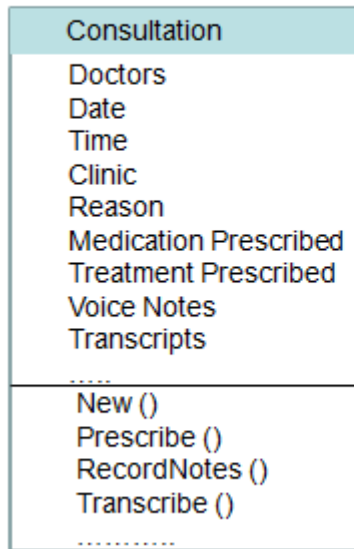 Consultation
Doctors
Date
Time
Clinic
Reason
Medication Prescribed
Treatment Prescribed
Voice Notes
Transcripts
.....
New ()
Prescribe ()
RecordNotes ()
Transcribe ()
...........